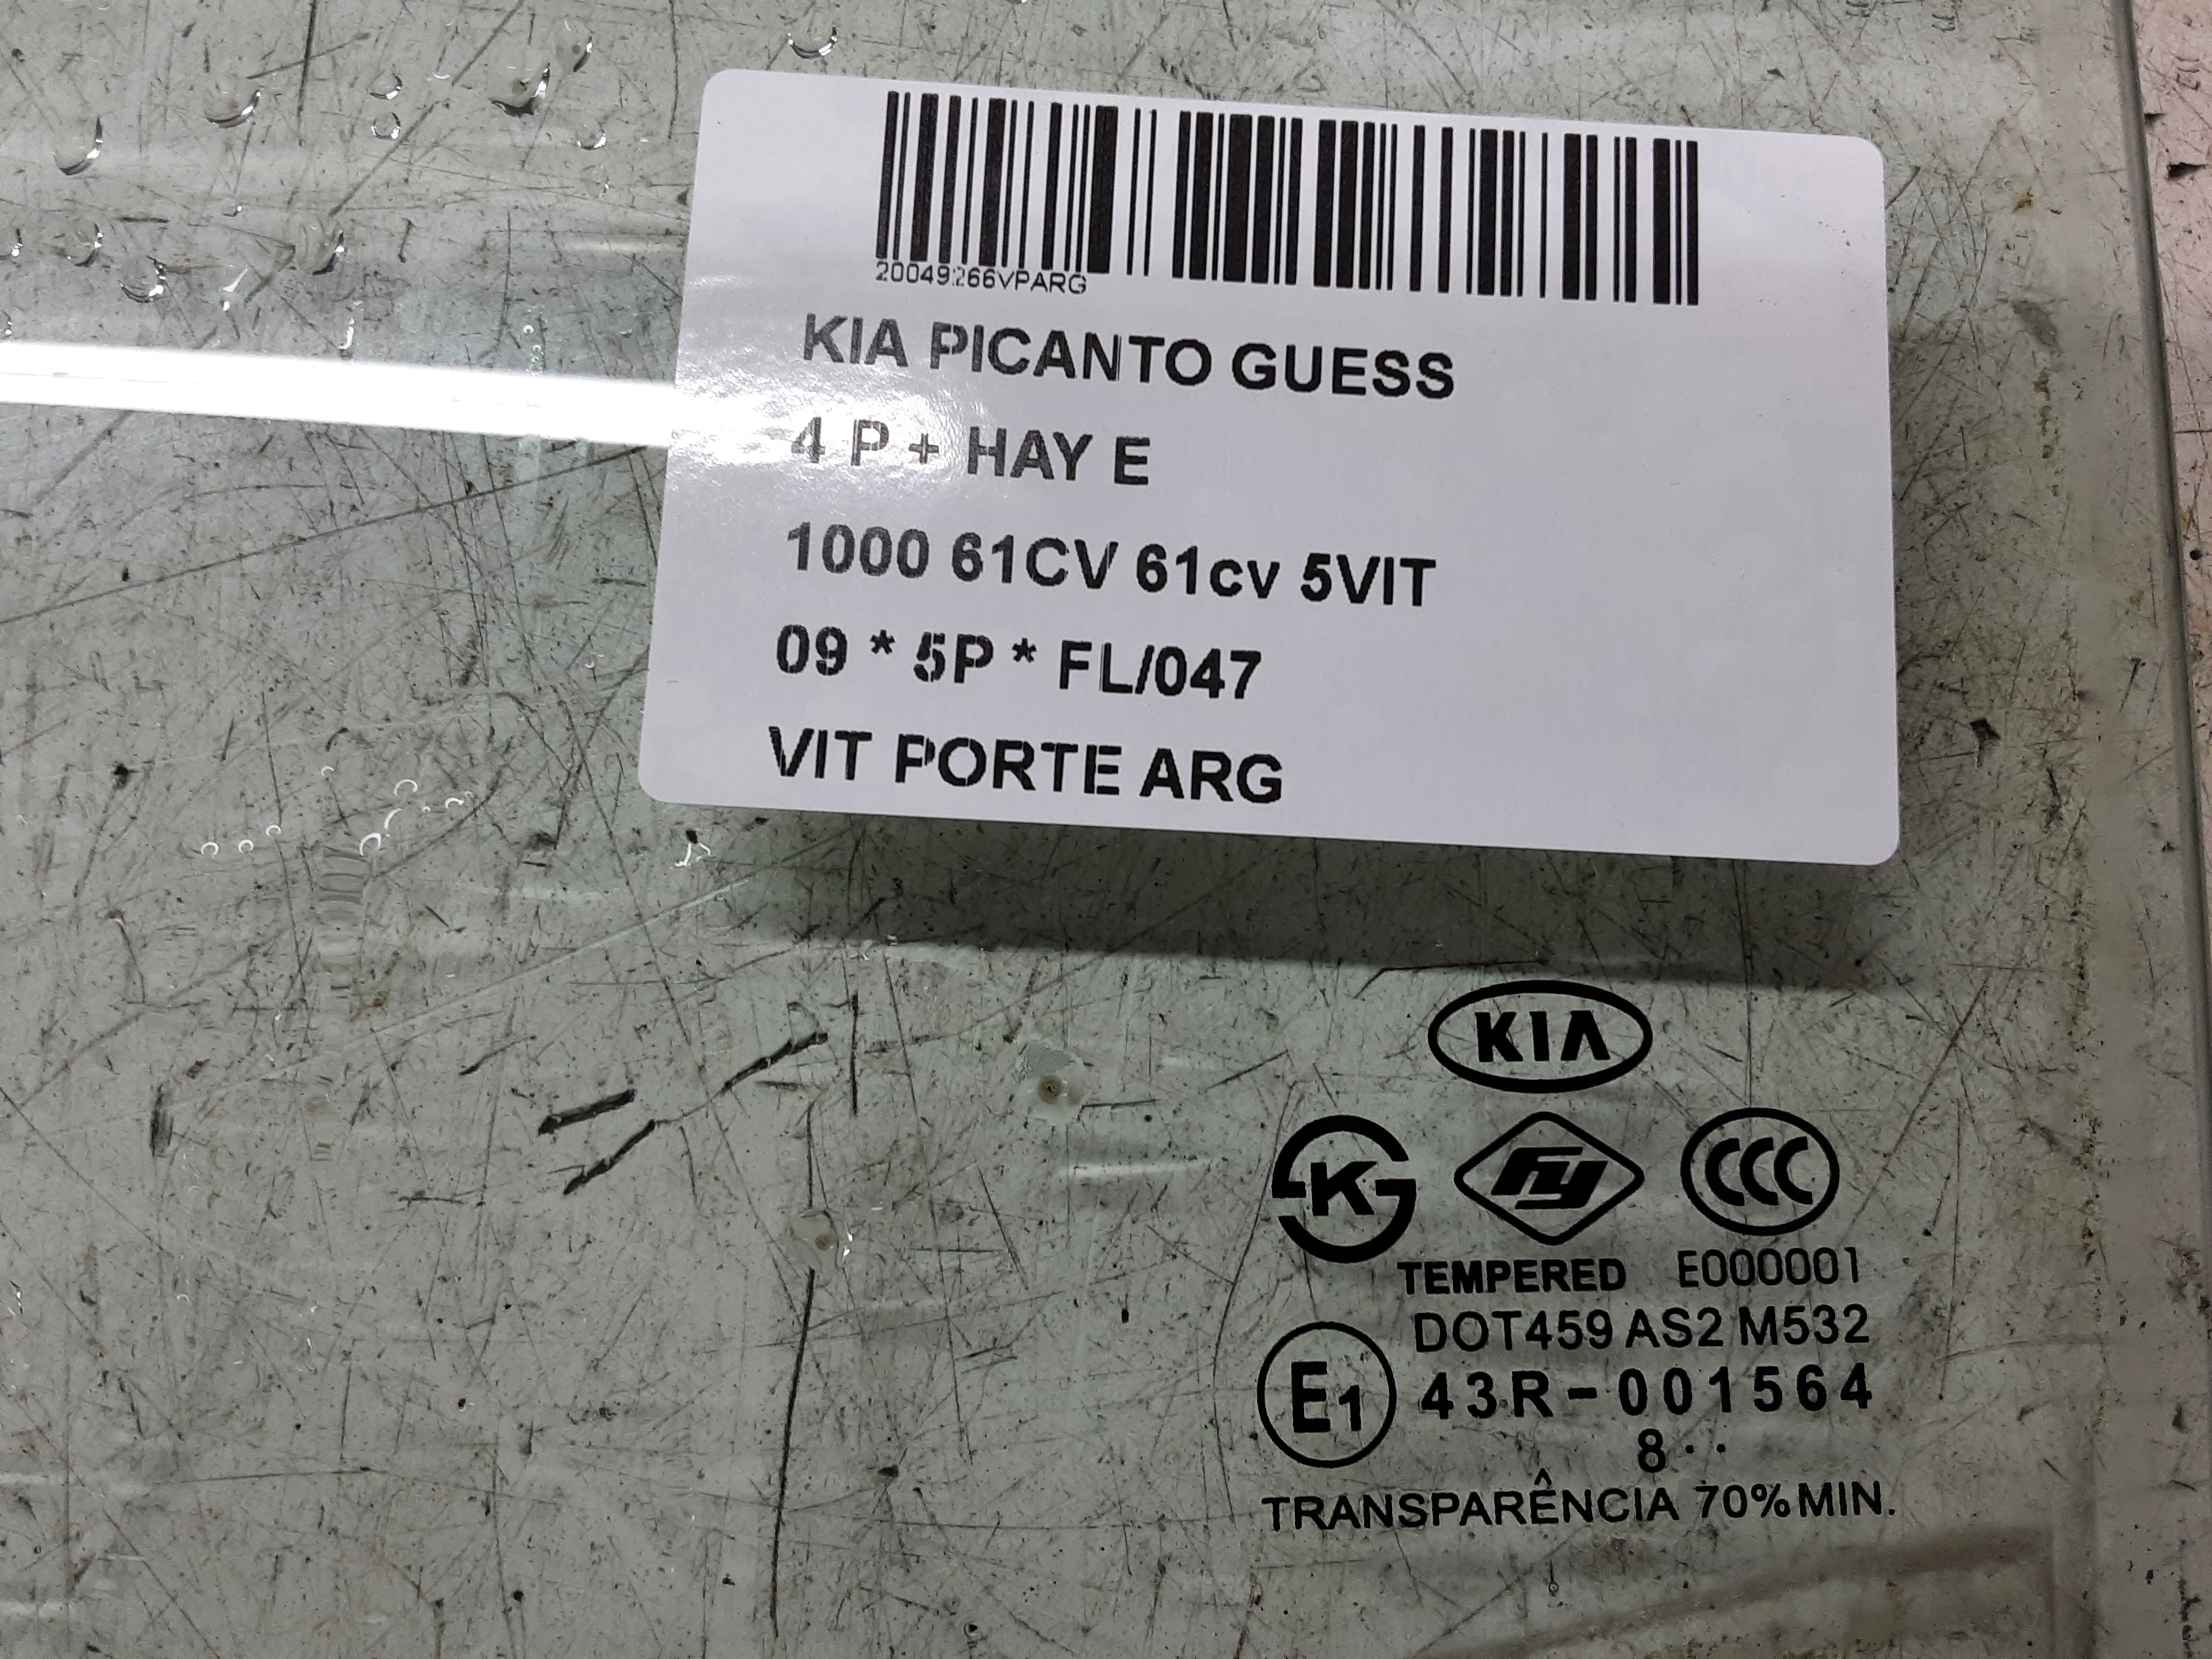 20049266VPARG
KIA PICANTO GUESS
4 P + HAY E
1000 61CV 61cv 5VIT
09 * 5P * FL/047
VIT PORTE ARG
KIA
K fy CCC
TEMPERED E000001
DOT459 AS2 M532
E1 43R-001564
8··
TRANSPARÊNCIA 70%MIN.